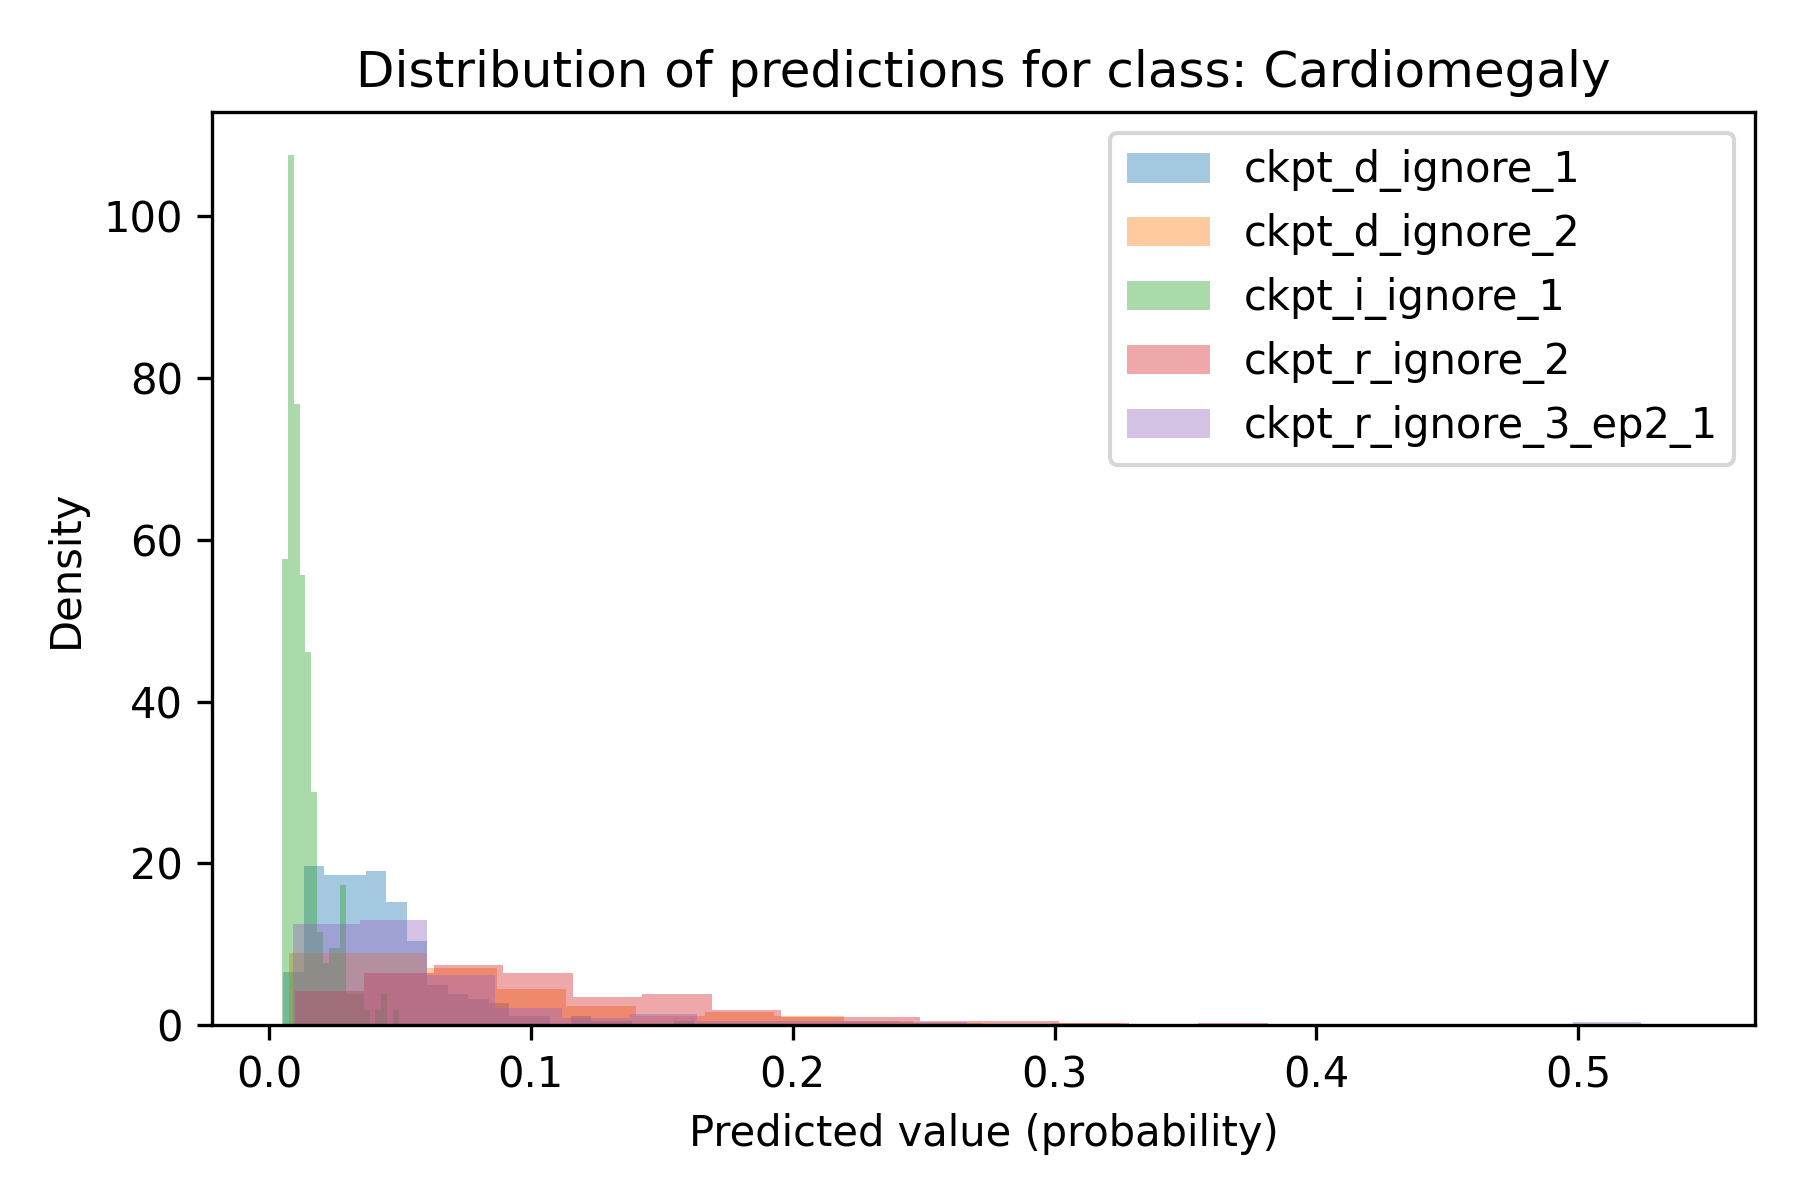 Distribution of predictions for class: Cardiomegaly
ckpt_d_ignore_1
ckpt_d_ignore_2
ckpt_i_ignore_1
ckpt_r_ignore_2
ckpt_r_ignore_3_ep2_1
Density
100
80
60
40
20
0
0.0 0.1 0.2 0.3 0.4 0.5
Predicted value (probability)